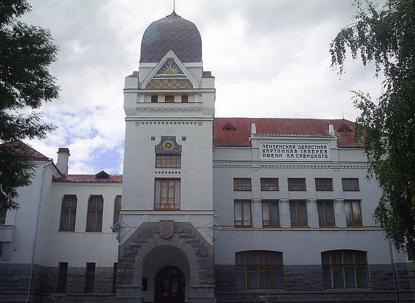 ПЕНЗЕНСКАЯ ОБЛАСТНАЯ
КАРТИННАЯ ГАЛЕРЕЯ
ИМЕНИ К.А.САВИЦКОГО